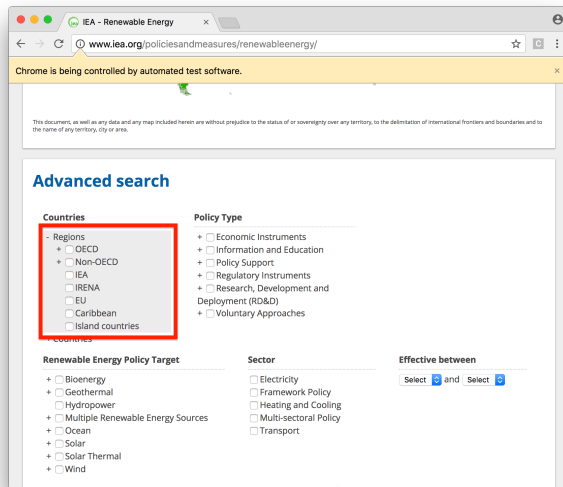 IEA - Renewable Energy
www.iea.org/policiesandmeasures/renewableenergy/
Chrome is being controlled by automated test software.
This document, as well as any data and any map included herein are without prejudice to the status of or sovereignty over any territory, to the delimitation of international frontiers and boundaries and to
the name of any territory, city or area.
Advanced search
Countries
- Regions
+ OECD
+ Non-OECD
IEA
IRENA
EU
Caribbean
Island countries
+ Countries
Policy Type
+ Economic Instruments
+ Information and Education
+ Policy Support
+ Regulatory Instruments
+ Research, Development and
Deployment (RD&D)
+ Voluntary Approaches
Renewable Energy Policy Target
+ Bioenergy
+ Geothermal
Hydropower
+ Multiple Renewable Energy Sources
+ Ocean
+ Solar
+ Solar Thermal
+ Wind
Sector
Electricity
Framework Policy
Heating and Cooling
Multi-sectoral Policy
Transport
Effective between
Select and Select